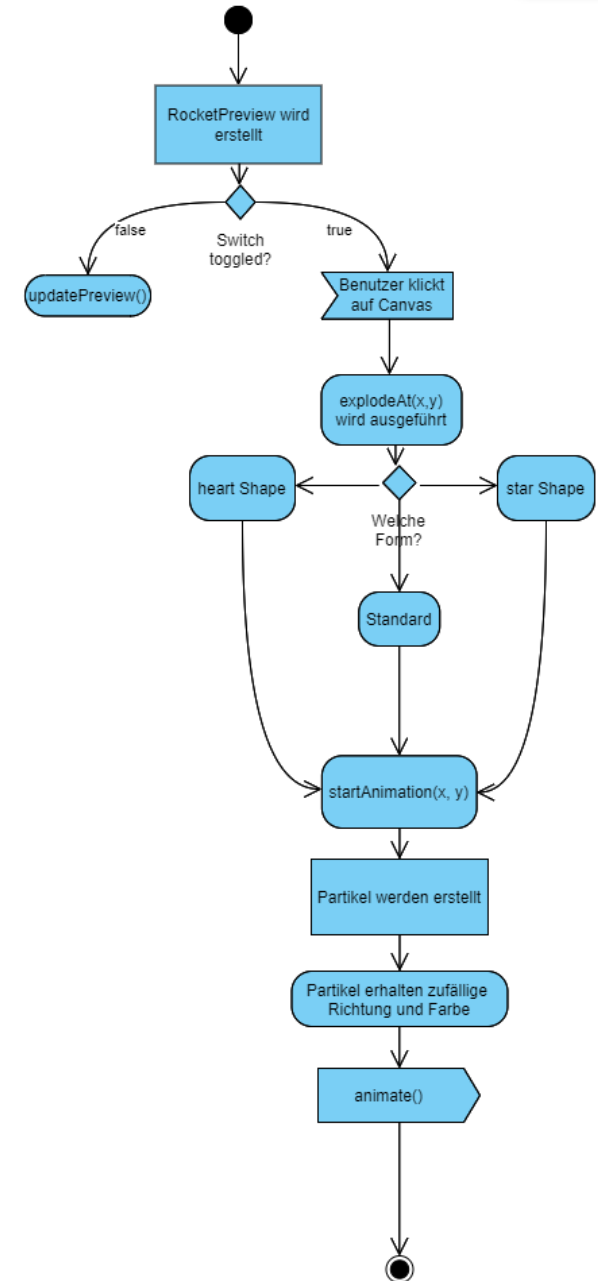 RocketPreview wird
erstellt
false
true
Switch
toggled?
updatePreview()
Benutzer klickt
auf Canvas
explodeAt(x,y)
wird ausgeführt
heart Shape
star Shape
Welche
Form?
Standard
startAnimation(x, y)
Partikel werden erstellt
Partikel erhalten zufällige
Richtung und Farbe
animate()